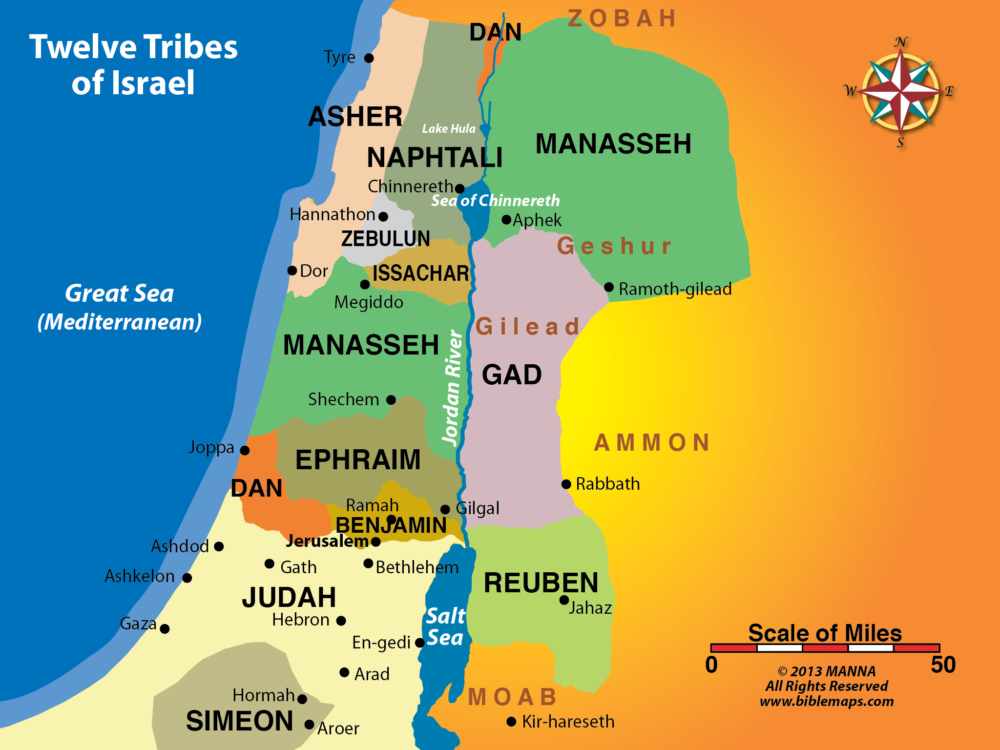 Twelve Tribes
of Israel
ZOBAH
DAN
N
W
E
S
Tyre
ASHER
Lake Hula
NAPHTALI
MANASSEH
Chinnereth
Sea of Chinnereth
Hannathon
Aphek
ZEBULUN
Geshur
Dor
ISSACHAR
Megiddo
Ramoth-gilead
Great Sea
(Mediterranean)
Gilead
MANASSEH
Jordan River
GAD
Shechem
Joppa
EPHRAIM
AMMON
DAN
Rabbath
Ramah
Gilgal
BENJAMIN
Jerusalem
Ashdod
Gath
Bethlehem
Ashkelon
REUBEN
JUDAH
Jahaz
Hebron
Salt
Sea
Gaza
En-gedi
Arad
Hormah
MOAB
SIMEON
Aroer
Kir-hareseth
Scale of Miles
0
50
© 2013 MANNA
All Rights Reserved
www.biblemaps.com